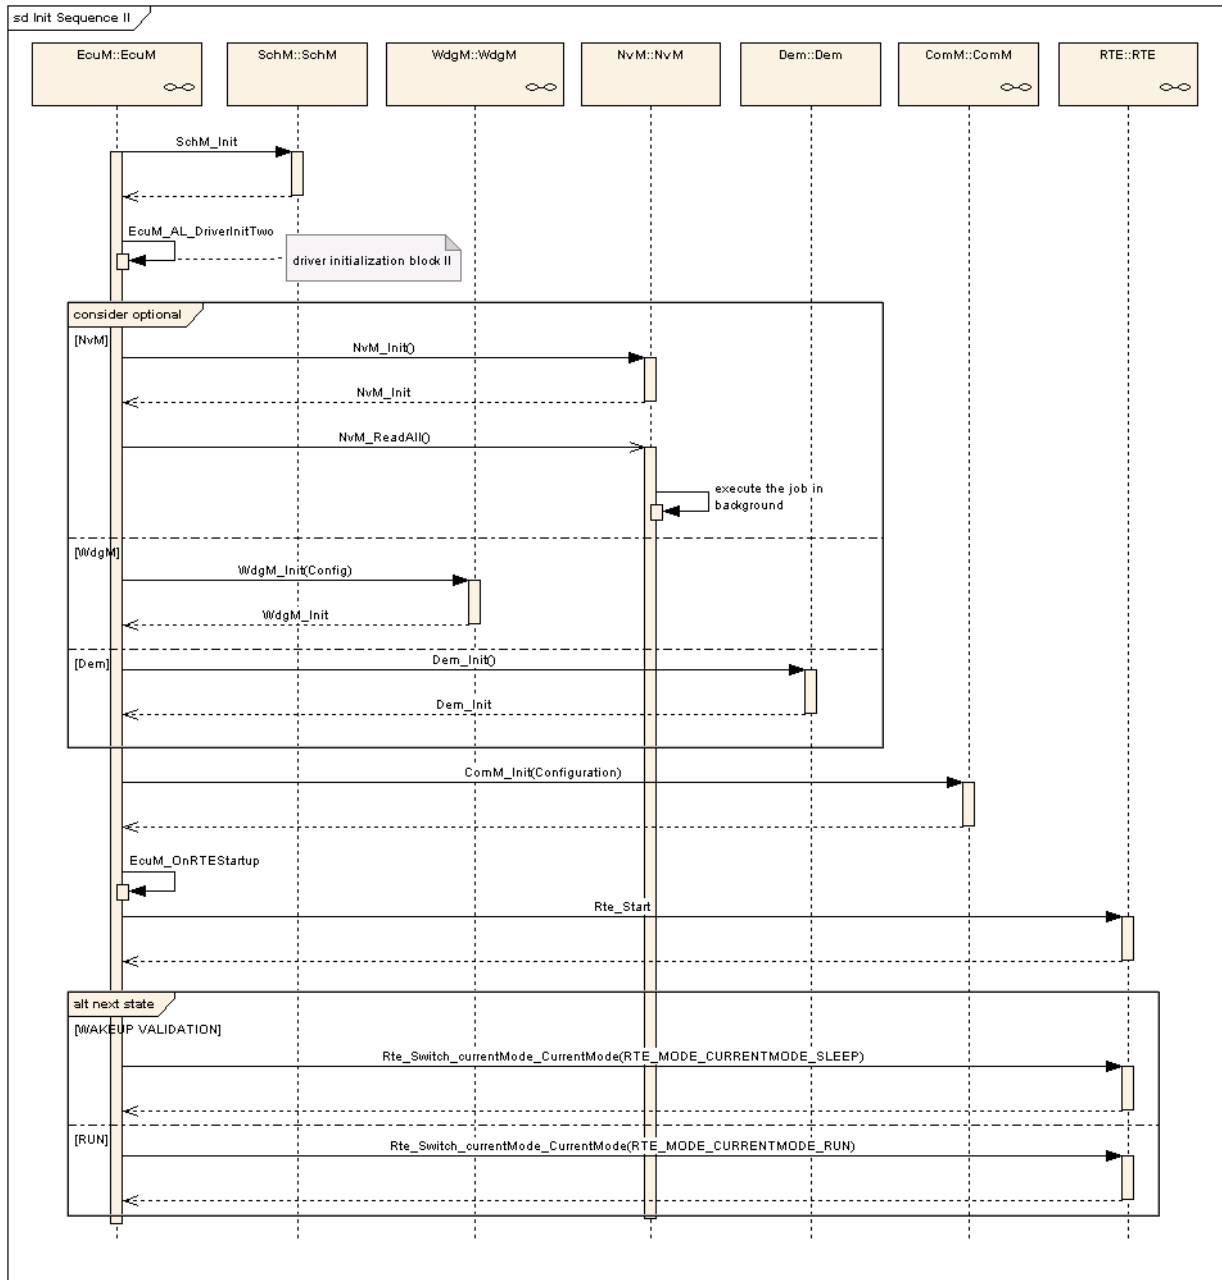 sd Init Sequence II
EcuM::EcuM
SchM::SchM
WdgM::WdgM
NvM::NvM
Dem::Dem
ComM::ComM
RTE::RTE
SchM_Init
EcuM_AL_DriverInitTwo
driver initialization block II
consider optional
[NvM]
NvM_Init()
NvM_Init
NvM_ReadAll()
execute the job in
background
[WdgM]
WdgM_Init(Config)
WdgM_Init
[Dem]
Dem_Init()
Dem_Init
ComM_Init(Configuration)
EcuM_OnRTEStartup
Rte_Start
alt next state
[WAKEUP VALIDATION]
Rte_Switch_currentMode_CurrentMode(RTE_MODE_CURRENTMODE_SLEEP)
[RUN]
Rte_Switch_currentMode_CurrentMode(RTE_MODE_CURRENTMODE_RUN)